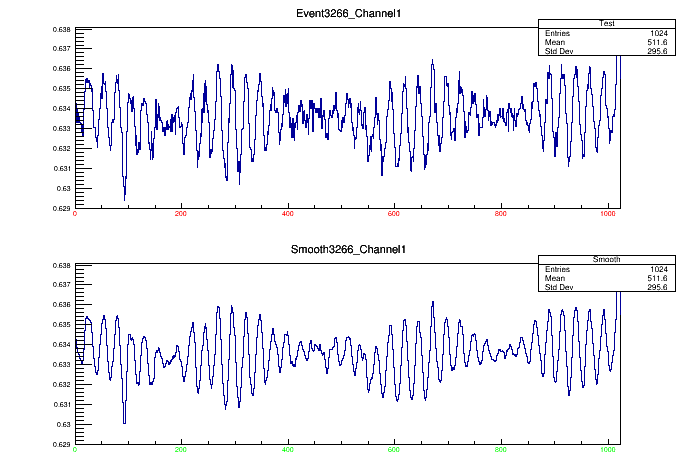 Event3266_Channel1
Test
Entries 1024
Mean 511.6
Std Dev 295.6
0.638
0.637
0.636
0.635
0.634
0.633
0.632
0.631
0.63
0.629
0 200 400 600 800 1000
Smooth3266_Channel1
Smooth
Entries 1024
Mean 511.6
Std Dev 295.6
0.638
0.637
0.636
0.635
0.634
0.633
0.632
0.631
0.63
0.629
0 200 400 600 800 1000